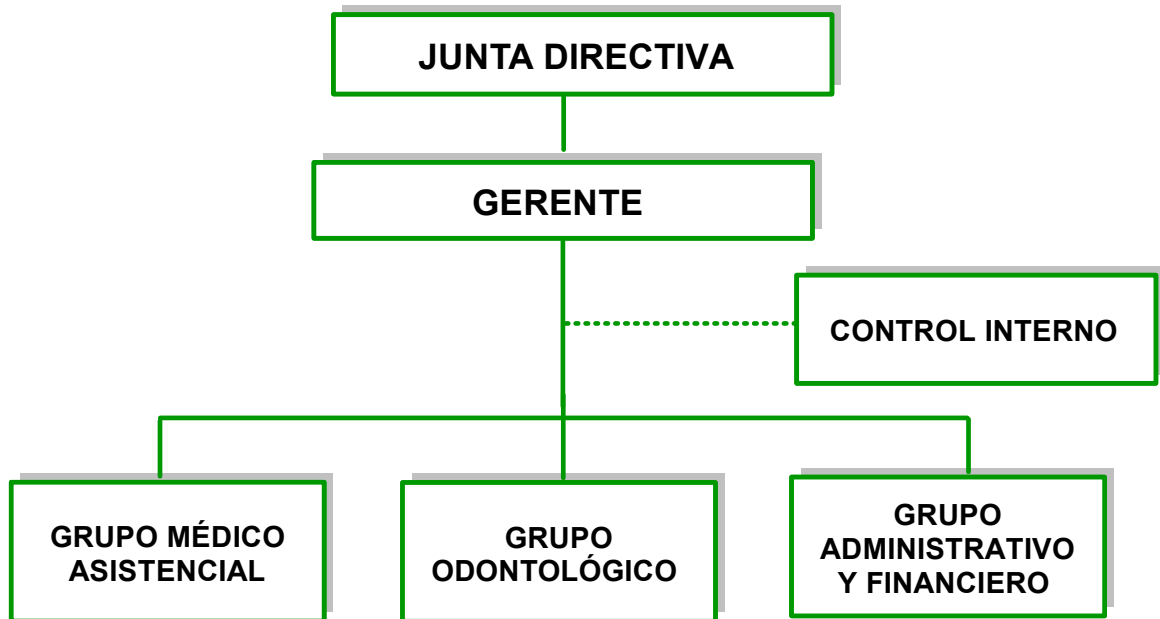 JUNTA DIRECTIVA
GERENTE
CONTROL INTERNO
GRUPO MÉDICO
ASISTENCIAL
GRUPO
ODONTOLÓGICO
GRUPO
ADMINISTRATIVO
Y FINANCIERO